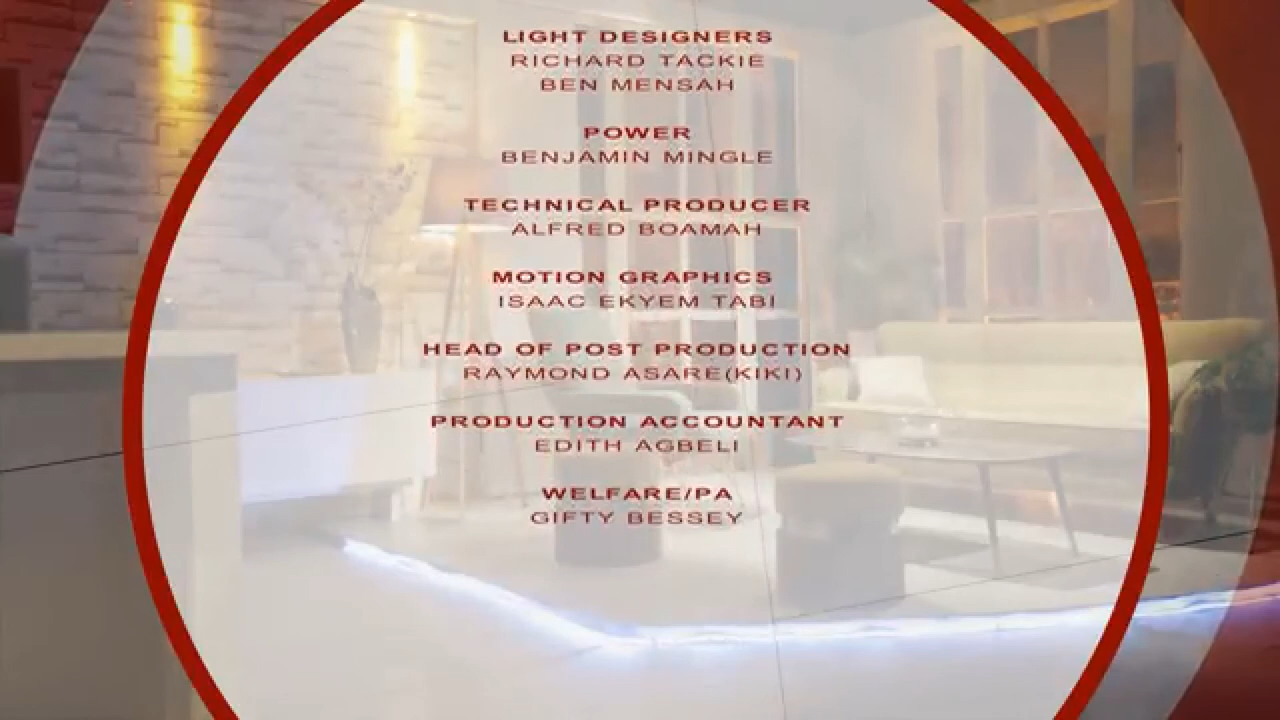 LIGHT DESIGNERS
RICHARD TACKIE
BEN MENSAH
POWER
BENJAMIN MINGLE
TECHNICAL PRODUCER
ALFRED BOAMAH
MOTION GRAPHICS
ISAAC EKYEM TABI
HEAD OF POST PRODUCTION
RAYMOND ASARE(KIKI)
PRODUCTION ACCOUNTANT
EDITH AGBELI
WELFARE/PA
GIFTY BESSEY